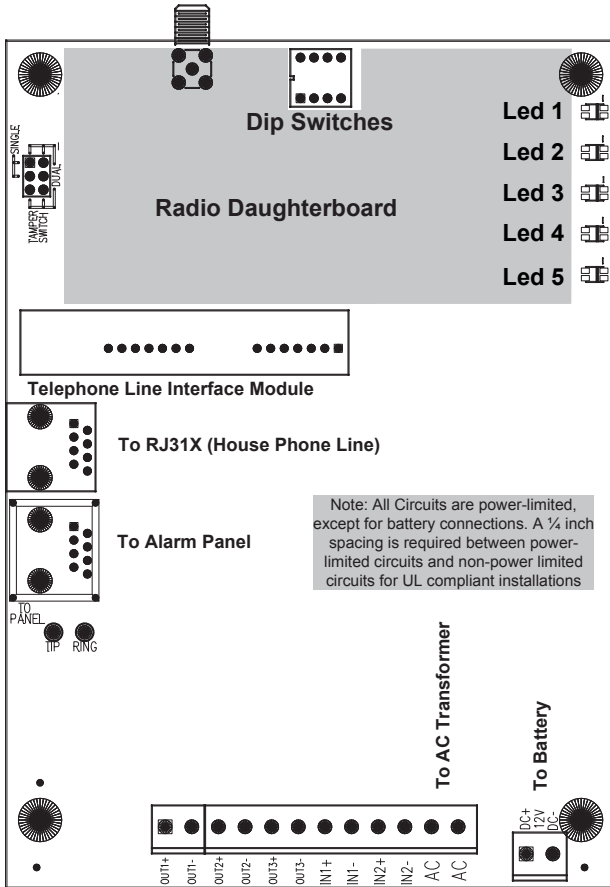 Dip Switches
Led 1
Led 2
Led 3
Led 4
Led 5
SINGLE
DUAL
TAMPER
SWITCH
Radio Daughterboard
Telephone Line Interface Module
To RJ31X (House Phone Line)
To Alarm Panel
Note: All Circuits are power-limited,
except for battery connections. A ¼ inch
spacing is required between power-
limited circuits and non-power limited
circuits for UL compliant installations
TO
PANEL
TIP
RING
To AC Transformer
To Battery
DC+
12V
DC-
OUT1+
OUT1-
OUT2+
OUT2-
OUT3+
OUT3-
IN1+
IN1-
IN2+
IN2-
AC
AC